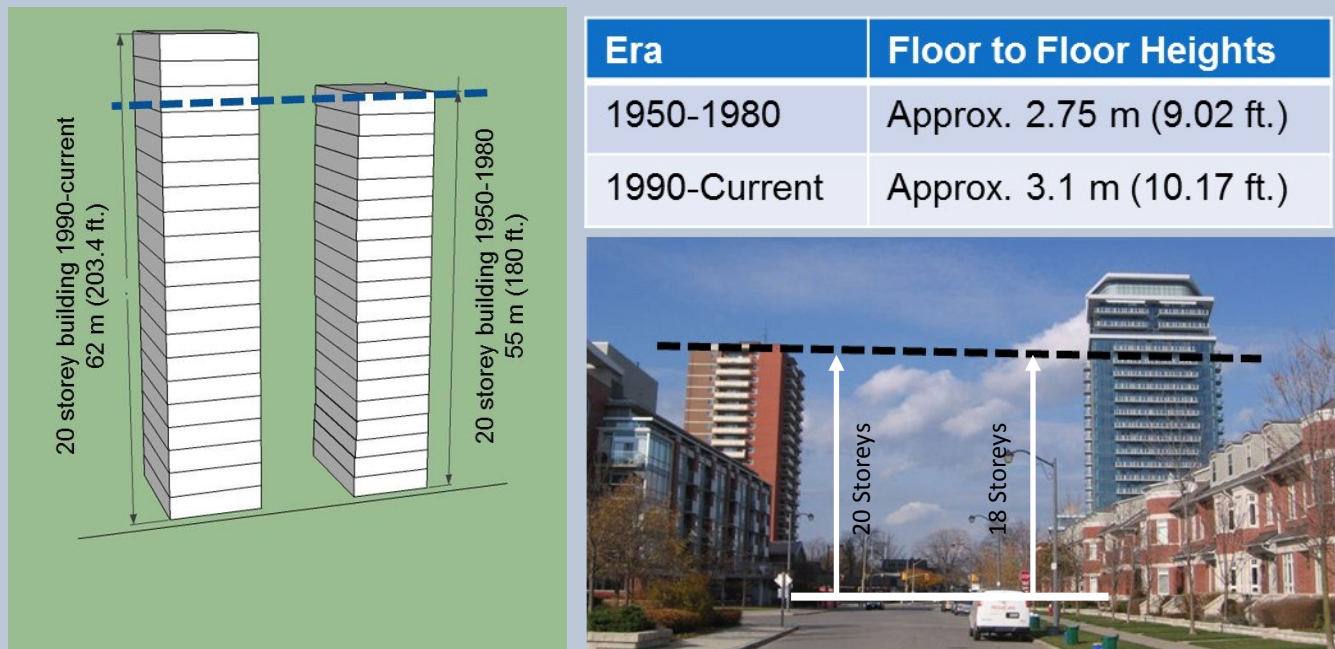 20 storey building 1990-current
62 m (203.4 ft.)
20 storey building 1950-1980
55 m (180 ft.)
Era Floor to Floor Heights
1950-1980 Approx. 2.75 m (9.02 ft.)
1990-Current Approx. 3.1 m (10.17 ft.)
20 Storeys
18 Storeys